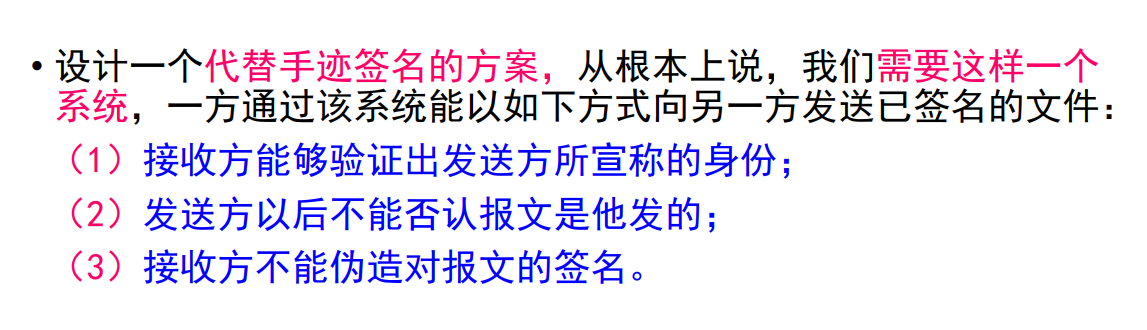 • 设计一个代替手迹签名的方案，从根本上说，我们需要这样一个
系统，一方通过该系统能以如下方式向另一方发送已签名的文件：
（1）接收方能够验证出发送方所宣称的身份；
（2）发送方以后不能否认报文是他发的；
（3）接收方不能伪造对报文的签名。